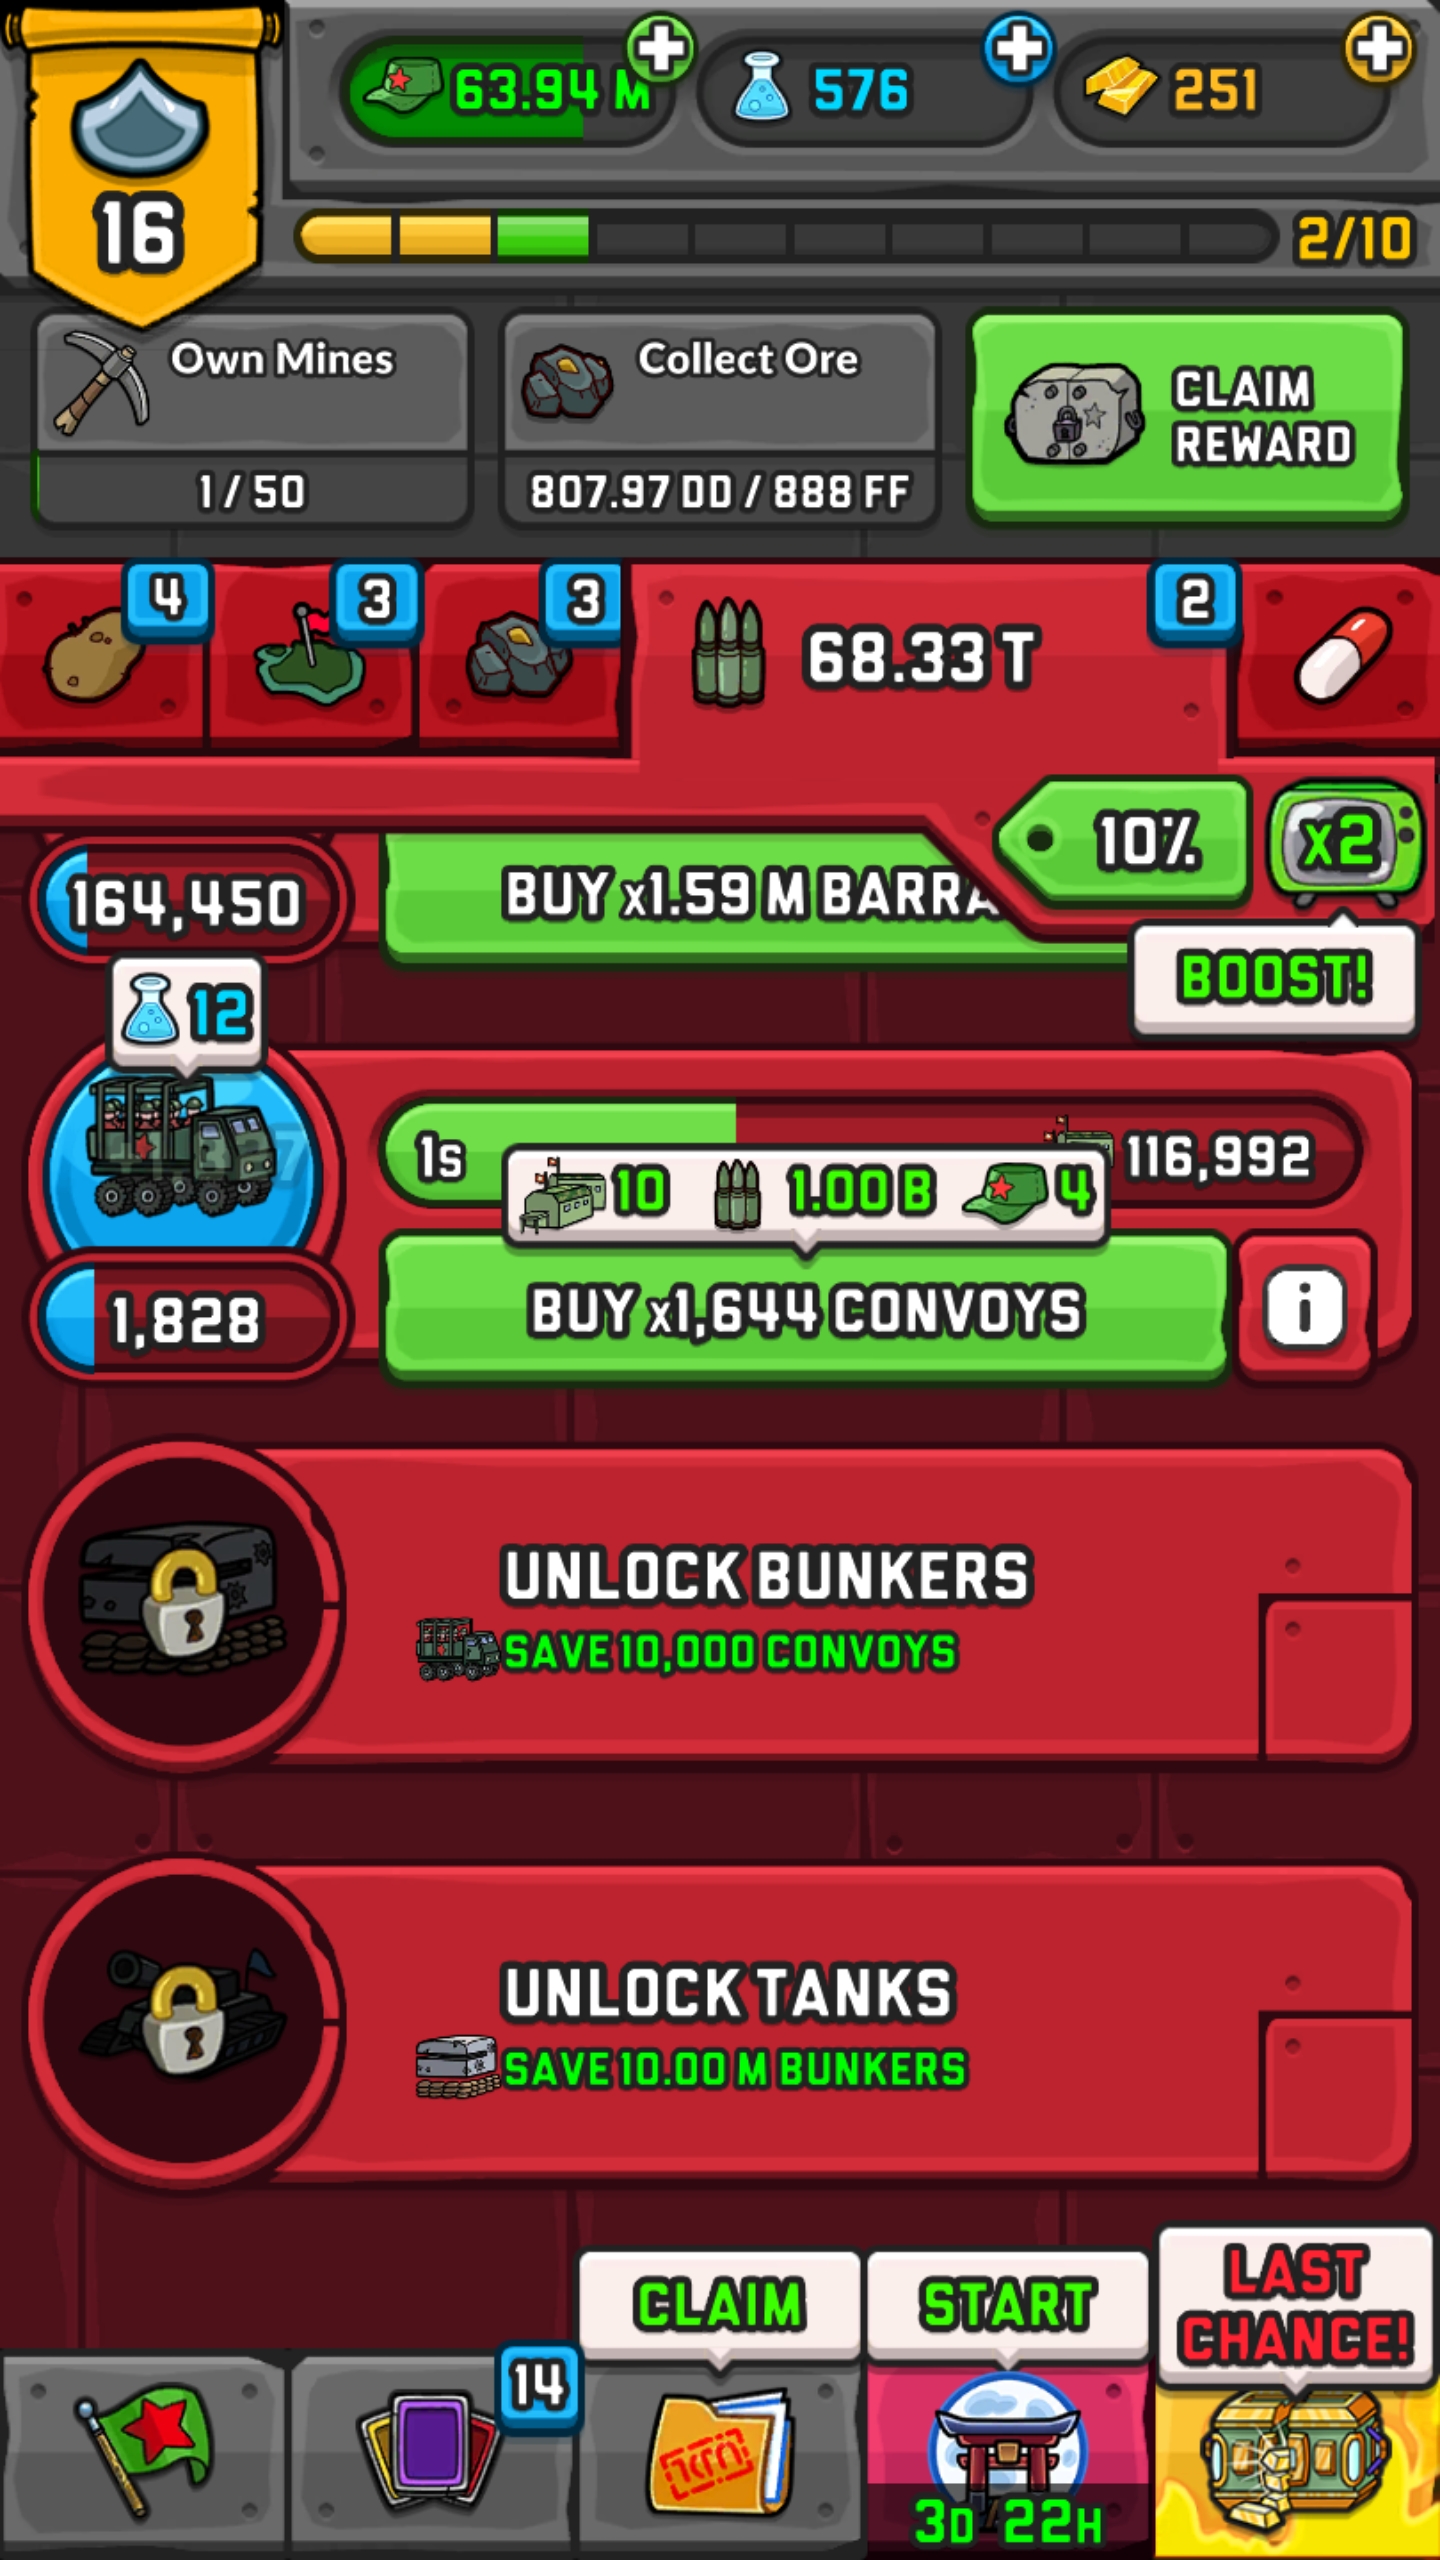 63.94 M
576
251
16
2/10
Own Mines
1 / 50
Collect Ore
807.97 DD / 888 FF
CLAIM
REWARD
4
3
3
68.33 T
2
10%
x2
BOOST!
164,450
BUY x1.59 M BARRA
12
1s
116,992
10
1.00 B
4
1,828
BUY x1,644 CONVOYS
i
UNLOCK BUNKERS
SAVE 10,000 CONVOYS
UNLOCK TANKS
SAVE 10.00 M BUNKERS
CLAIM
START
LAST
CHANCE!
14
3D 22H